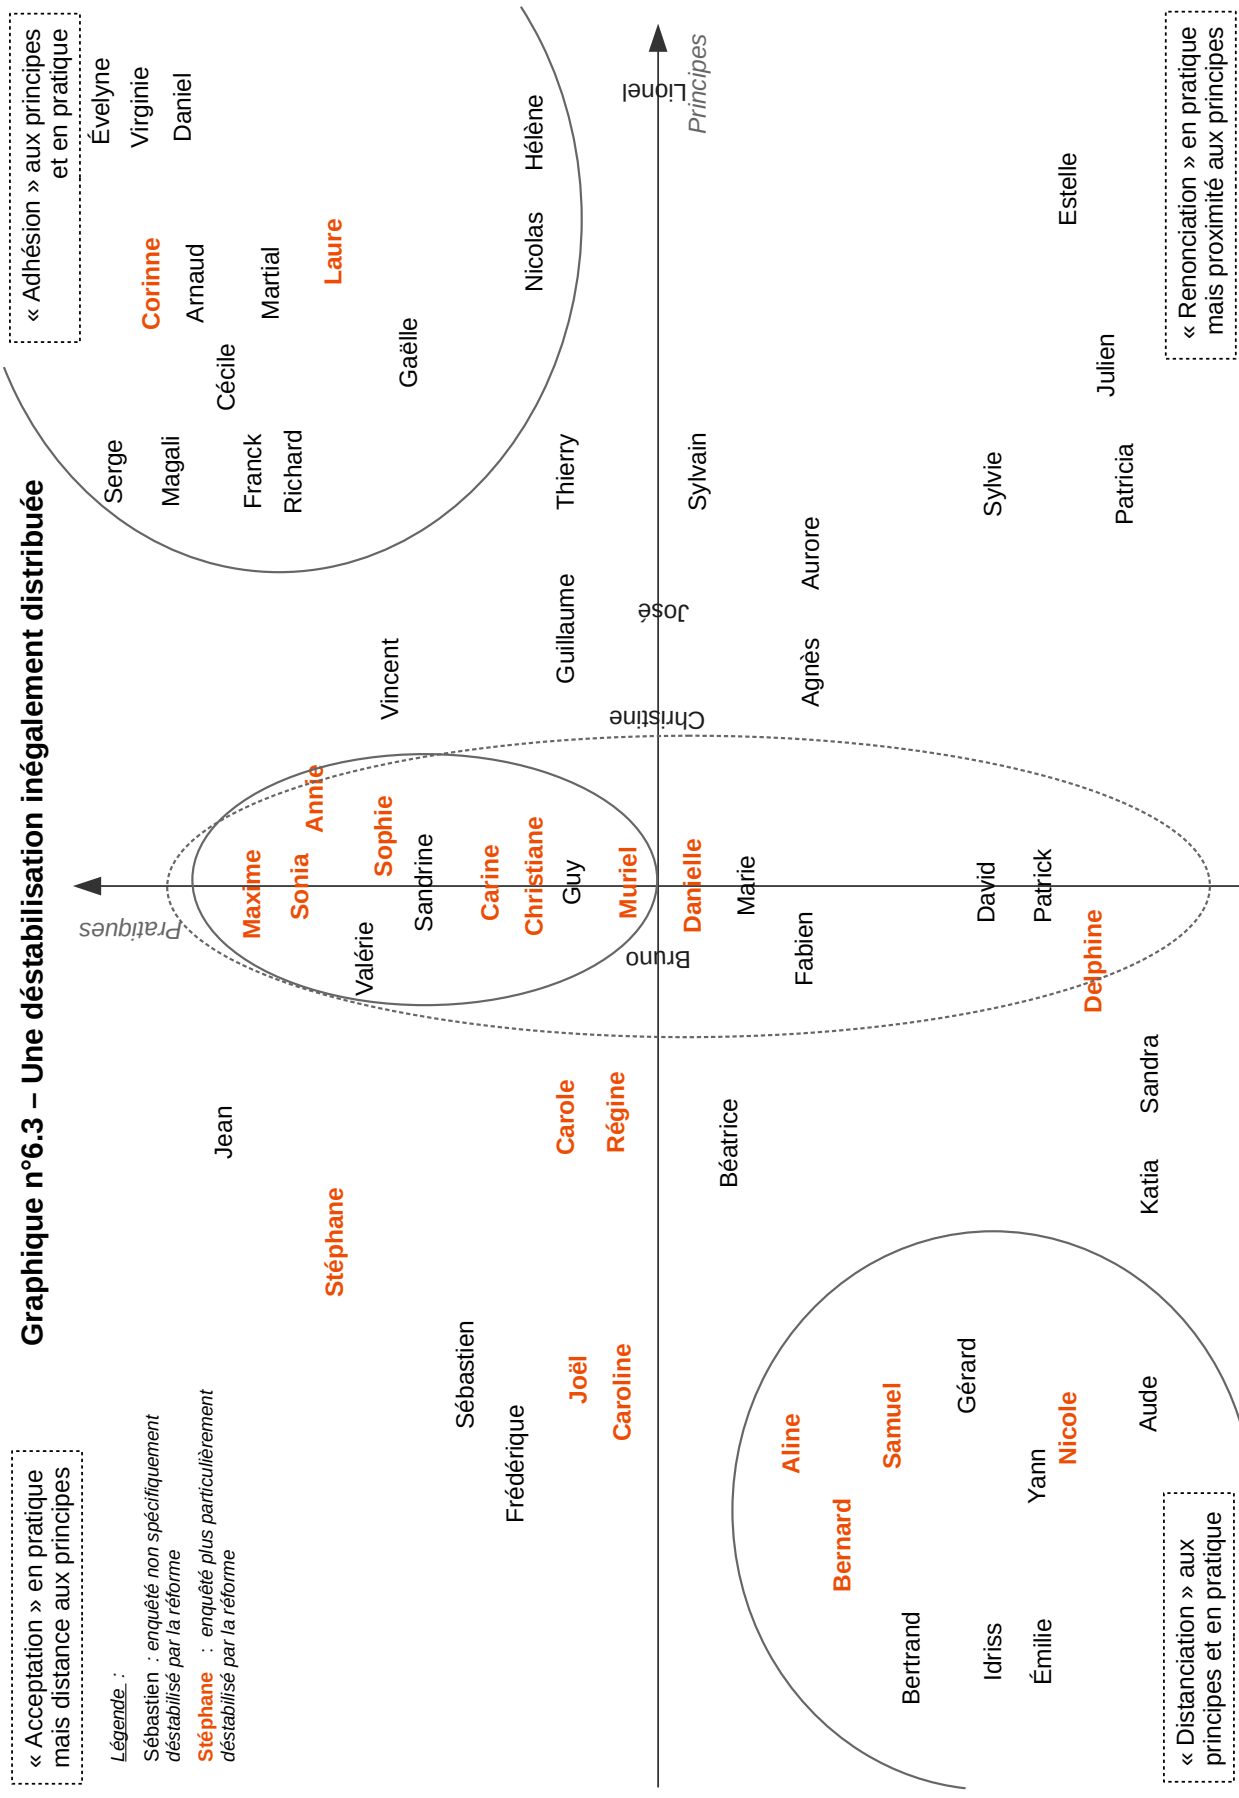 Graphique n°6.3 – Une déstabilisation inégalement distribuée
« Acceptation » en pratique
mais distance aux principes
« Adhésion » aux principes
et en pratique
Légende :
Sébastien : enquêté non spécifiquement
déstabilisé par la réforme
Stéphane : enquêté plus particulièrement
déstabilisé par la réforme
Pratiques
Évelyne
Serge
Virginie
Corinne
Magali
Daniel
Arnaud
Jean
Cécile
Maxime
Franck
Martial
Richard
Sonia
Annie
Stéphane
Laure
Valérie
Sophie
Vincent
Gaëlle
Sandrine
Sébastien
Carine
Frédérique
Christiane
Nicolas
Hélène
Carole
Guy
Guillaume
Thierry
Joël
Régine
Muriel
Caroline
Bruno
Christine
José
Lionel
Principes
Danielle
Sylvain
Béatrice
Marie
Aline
Fabien
Agnès
Aurore
Bernard
Samuel
Bertrand
Gérard
David
Sylvie
Idriss
Yann
Émilie
Patrick
Nicole
Estelle
Delphine
Julien
Patricia
Aude
Katia
Sandra
« Distanciation » aux
principes et en pratique
« Renonciation » en pratique
mais proximité aux principes